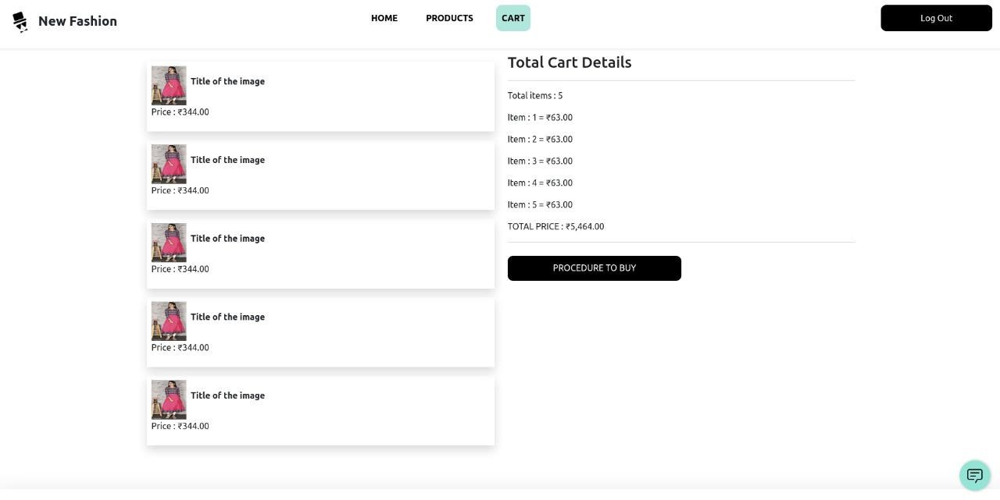 New Fashion
HOME PRODUCTS CART
Log Out
Title of the image
Price : ₹344.00
Title of the image
Price : ₹344.00
Title of the image
Price : ₹344.00
Title of the image
Price : ₹344.00
Title of the image
Price : ₹344.00
Total Cart Details
Total items : 5
Item : 1 = ₹63.00
Item : 2 = ₹63.00
Item : 3 = ₹63.00
Item : 4 = ₹63.00
Item : 5 = ₹63.00
TOTAL PRICE : ₹5,464.00
PROCEDURE TO BUY